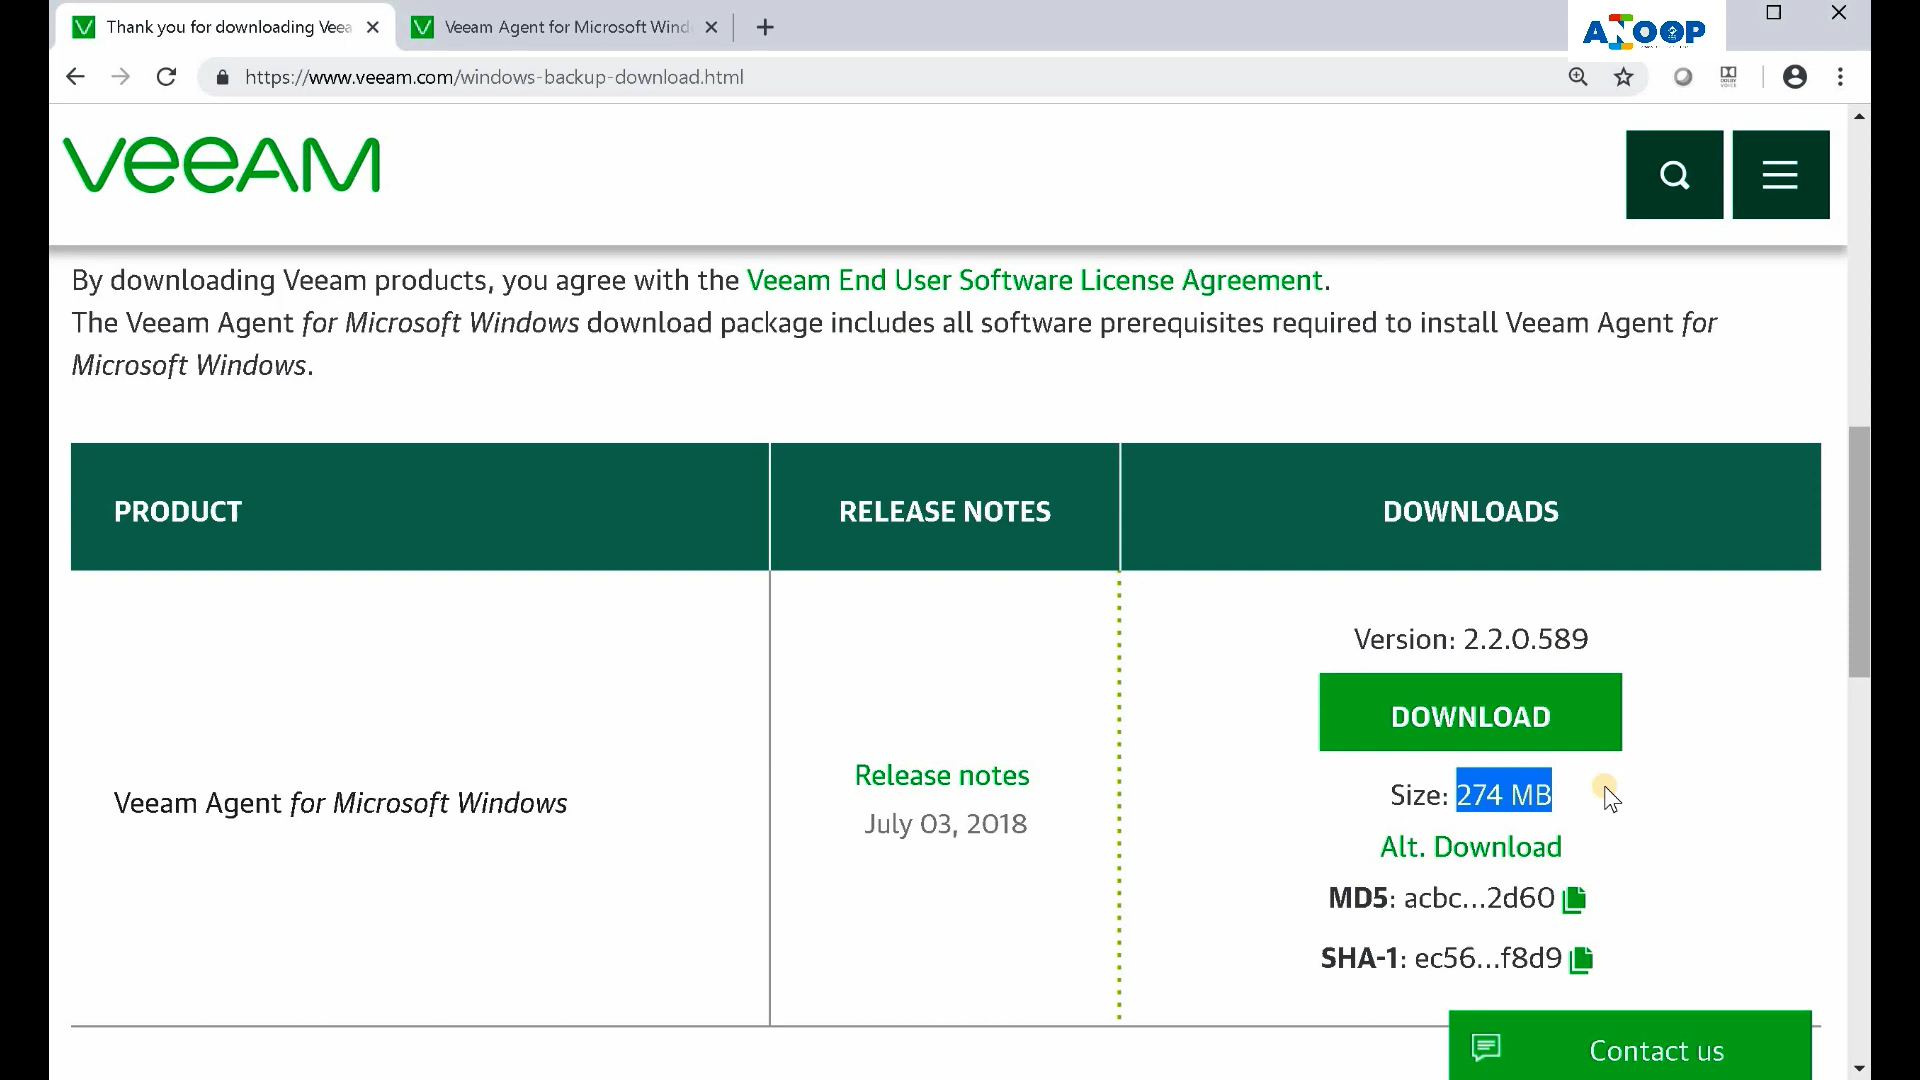 Thank you for downloading Veea
Veeam Agent for Microsoft Wind
ANOOP
https://www.veeam.com/windows-backup-download.html
VEEAM
By downloading Veeam products, you agree with the Veeam End User Software License Agreement.
The Veeam Agent for Microsoft Windows download package includes all software prerequisites required to install Veeam Agent for
Microsoft Windows.
PRODUCT
RELEASE NOTES
DOWNLOADS
Version: 2.2.0.589
DOWNLOAD
Release notes
Size: 274 MB
Veeam Agent for Microsoft Windows
July 03, 2018
Alt. Download
MD5: acbc...2d60
SHA-1: ec56...f8d9
Contact us